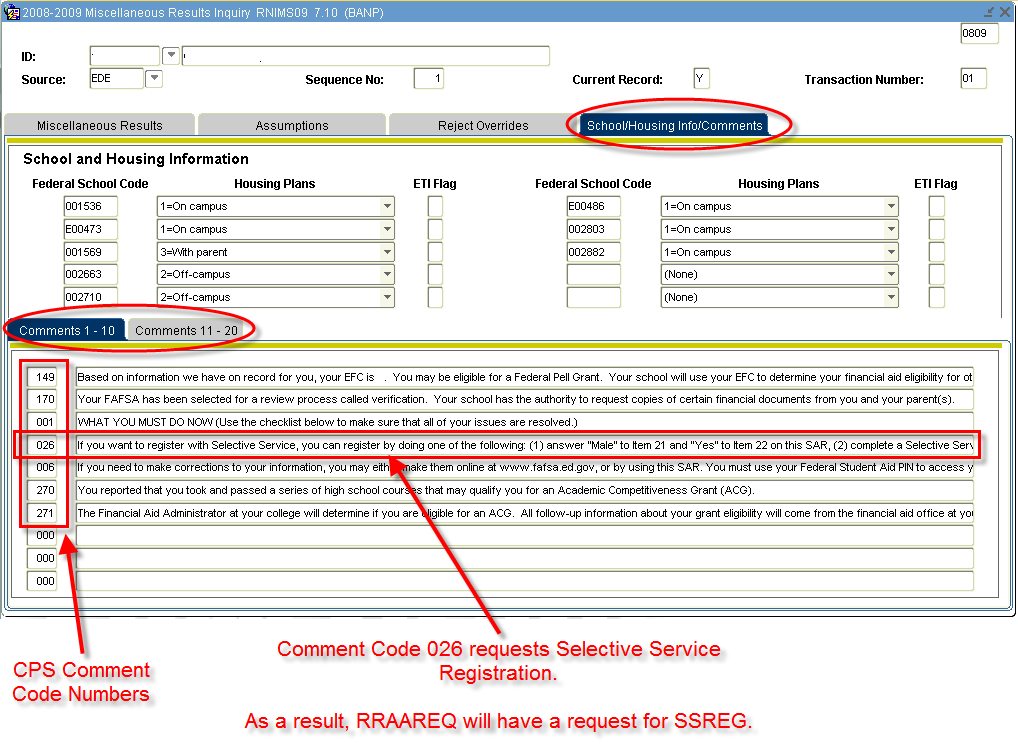 2008-2009 Miscellaneous Results Inquiry RNIMS09 7.10 (BANP)
0809
ID:
Source: EDE Sequence No: 1 Current Record: Y Transaction Number: 01
Miscellaneous Results Assumptions Reject Overrides School/Housing Info/Comments
School and Housing Information
Federal School Code Housing Plans ETI Flag Federal School Code Housing Plans ETI Flag
001536 1=On campus E00486 1=On campus
E00473 1=On campus 002803 1=On campus
001569 3=With parent 002882 1=On campus
002663 2=Off-campus (None)
002710 2=Off-campus (None)
Comments 1 - 10 Comments 11 - 20
149 Based on information we have on record for you, your EFC is . You may be eligible for a Federal Pell Grant. Your school will use your EFC to determine your financial aid eligibility for ot
170 Your FAFSA has been selected for a review process called verification. Your school has the authority to request copies of certain financial documents from you and your parent(s).
001 WHAT YOU MUST DO NOW (Use the checklist below to make sure that all of your issues are resolved.)
026 If you want to register with Selective Service, you can register by doing one of the following: (1) answer "Male" to Item 21 and "Yes" to Item 22 on this SAR, (2) complete a Selective Serv
006 If you need to make corrections to your information, you may either make them online at www.fafsa.ed.gov, or by using this SAR. You must use your Federal Student Aid PIN to access y
270 You reported that you took and passed a series of high school courses that may qualify you for an Academic Competitiveness Grant (ACG).
271 The Financial Aid Administrator at your college will determine if you are eligible for an ACG. All follow-up information about your grant eligibility will come from the financial aid office at you
000
000
000
Comment Code 026 requests Selective Service
Registration.
CPS Comment
Code Numbers
As a result, RRAAREQ will have a request for SSREG.